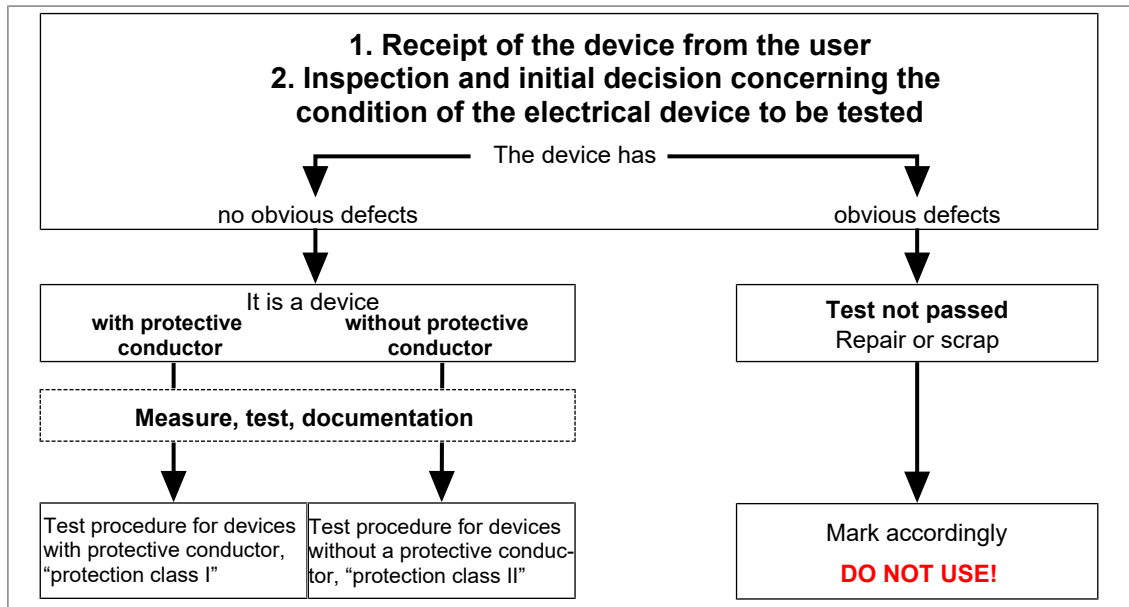 1. Receipt of the device from the user
2. Inspection and initial decision concerning the
condition of the electrical device to be tested
The device has
no obvious defects
obvious defects
It is a device
with protective
conductor
without protective
conductor
Measure, test, documentation
Test procedure for devices
with protective conductor,
“protection class I”
Test procedure for devices
without a protective conduc-
tor, “protection class II”
Test not passed
Repair or scrap
Mark accordingly
DO NOT USE!